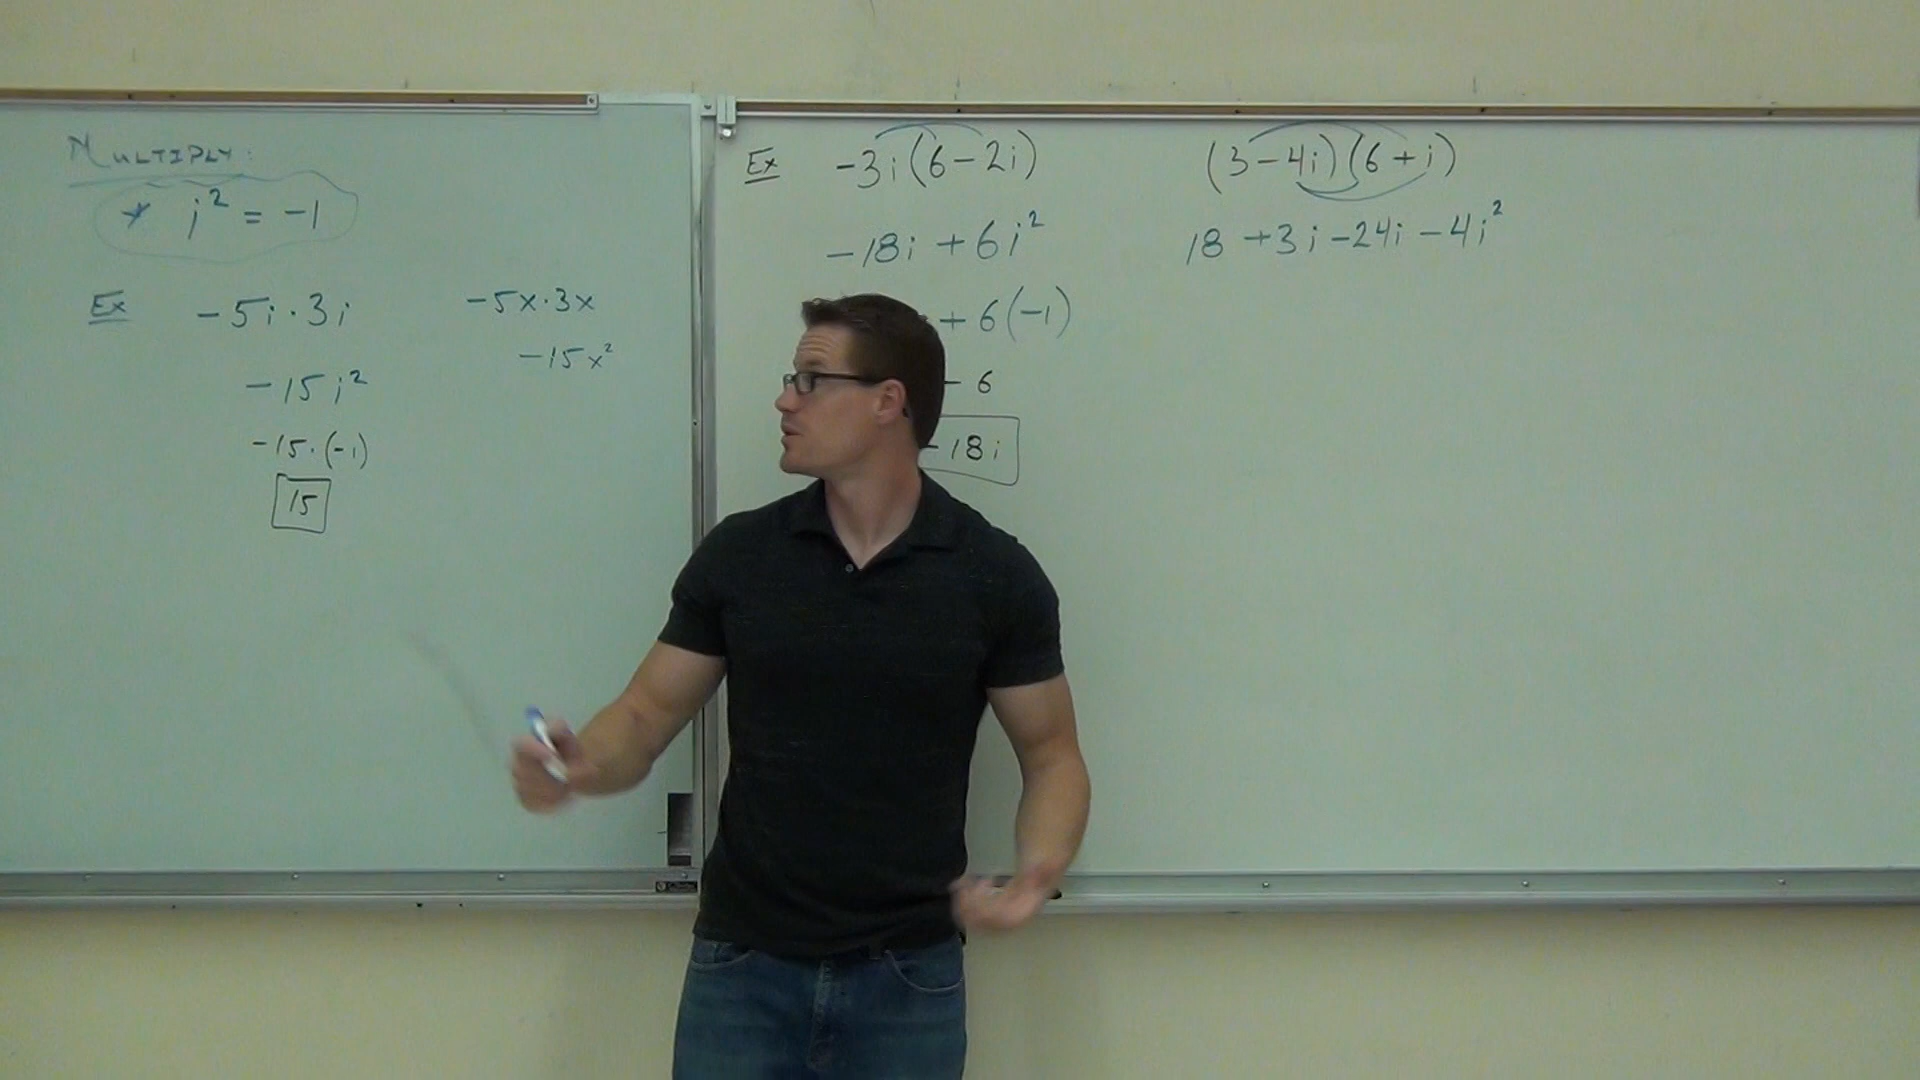 MULTIPLY:
* i² = -1
Ex -5i · 3i
-15i²
-15 · (-1)
15
-5x · 3x
-15x²
Ex -3i(6-2i)
-18i + 6i²
+ 6(-1)
- 6
-18i
(3-4i)(6+i)
18 +3i -24i -4i²